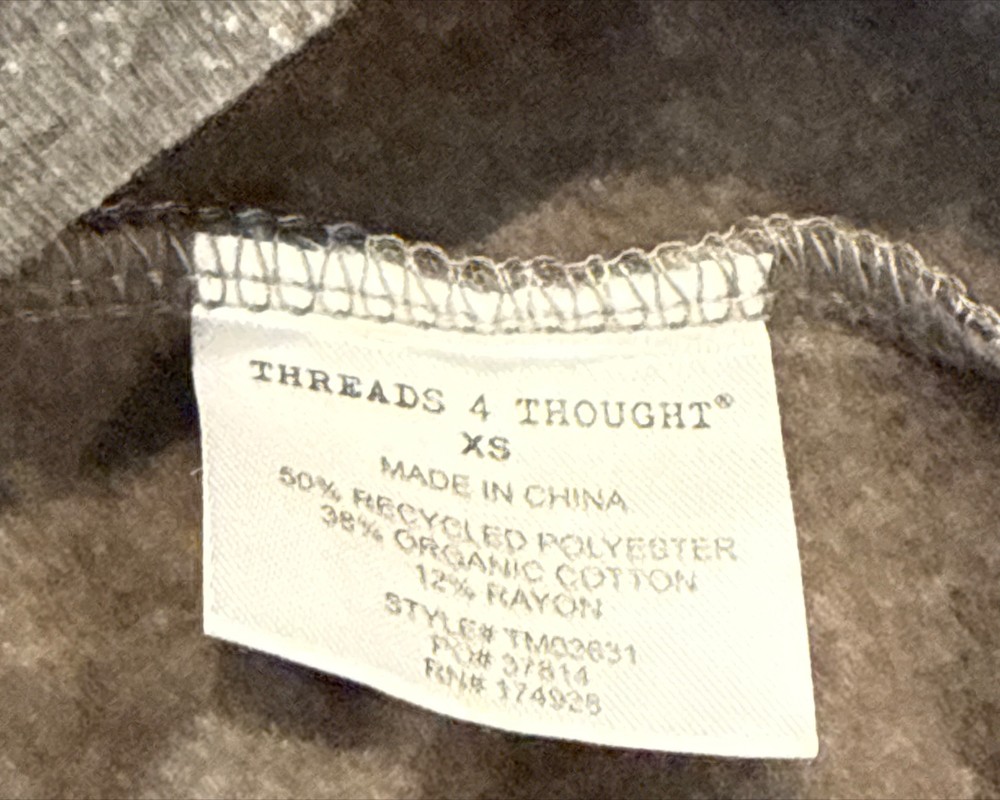 THREADS 4 THOUGHT®
XS
MADE IN CHINA
50% RECYCLED POLYESTER
38% ORGANIC COTTON
12% RAYON
STYLE# TM03631
PO# 37814
RN# 174928